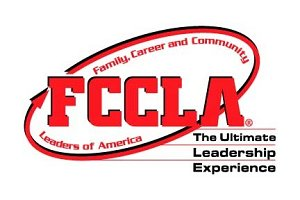 Family, Career and Community
FCCLA®
Leaders of America
The Ultimate
Leadership
Experience